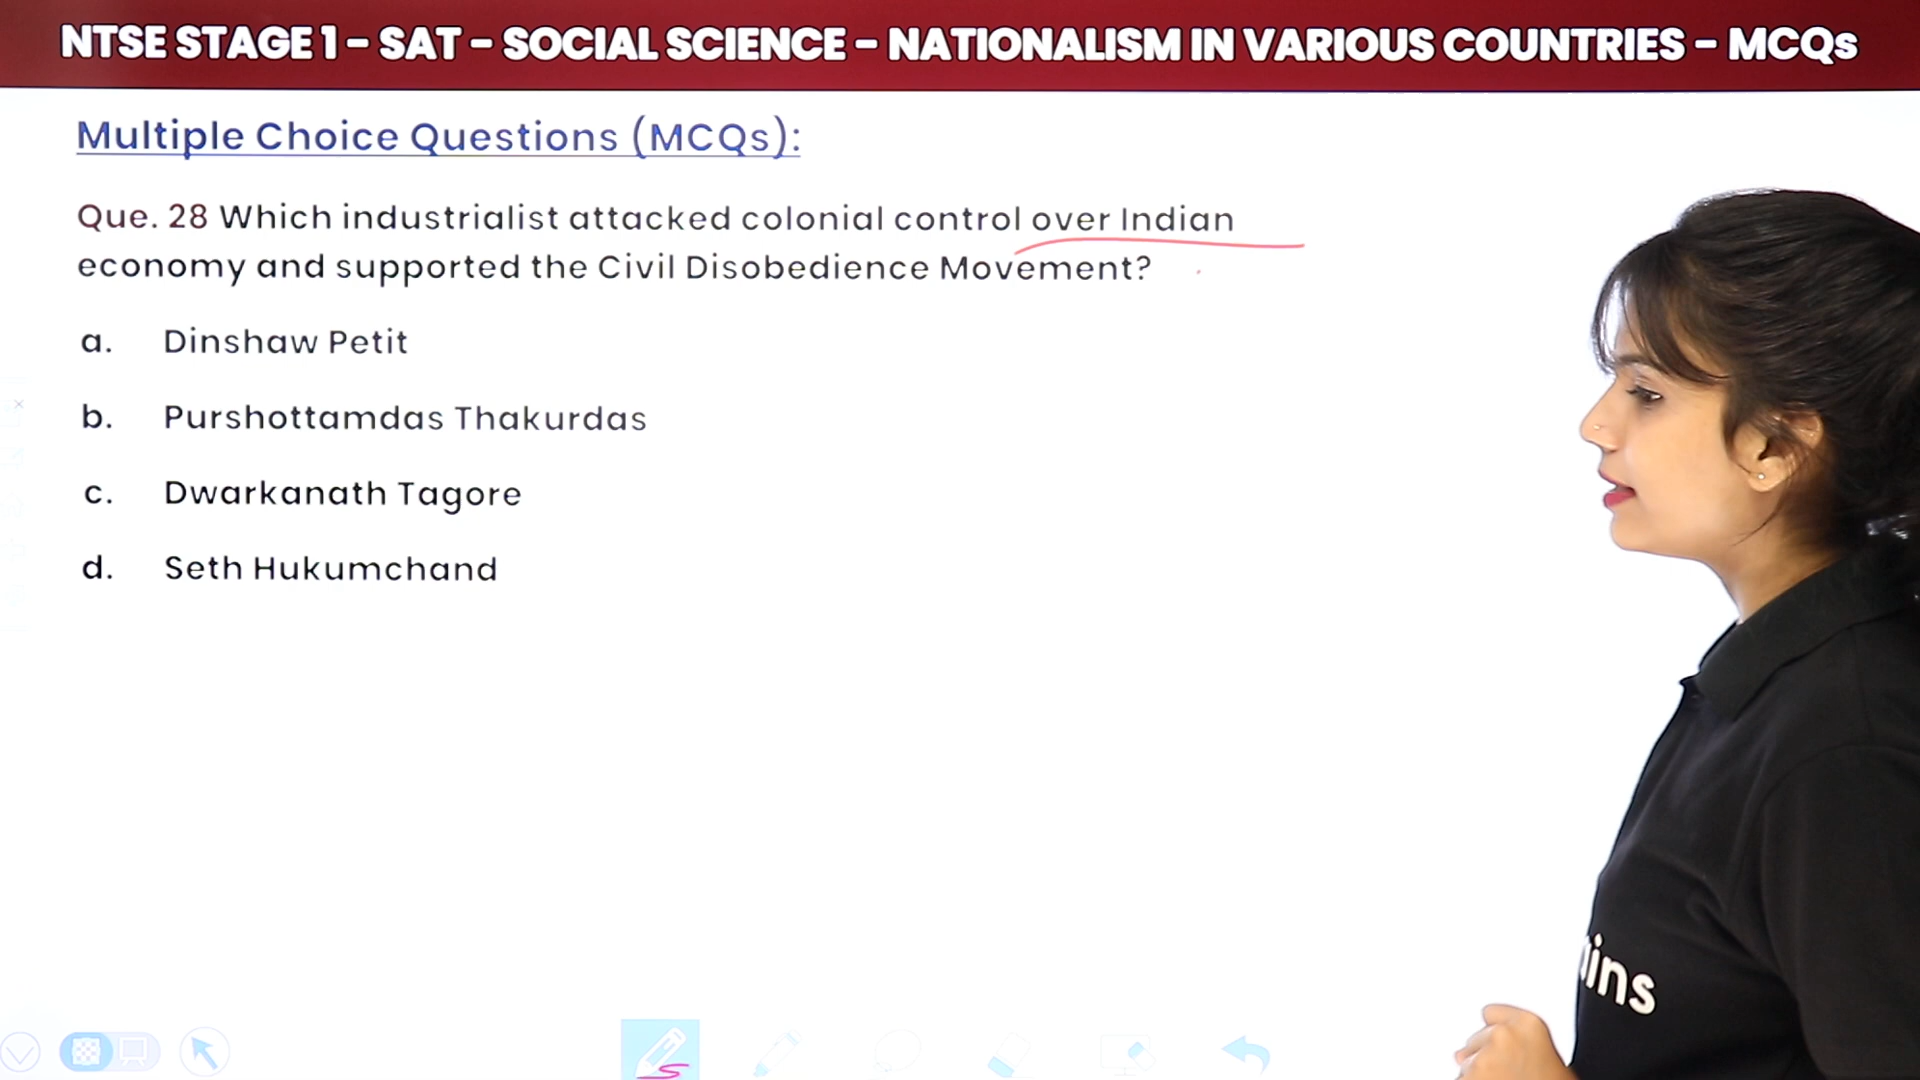 NTSE STAGE 1 – SAT – SOCIAL SCIENCE – NATIONALISM IN VARIOUS COUNTRIES – MCQs
Multiple Choice Questions (MCQs):
Que. 28 Which industrialist attacked colonial control over Indian
economy and supported the Civil Disobedience Movement?
a. Dinshaw Petit
b. Purshottamdas Thakurdas
c. Dwarkanath Tagore
d. Seth Hukumchand